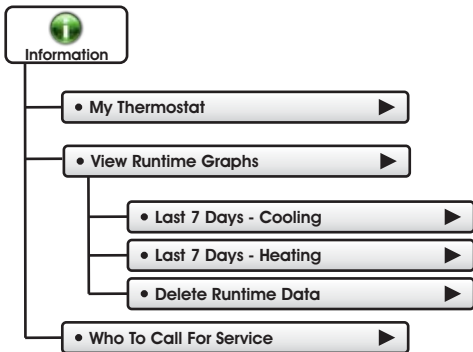 Information
• My Thermostat
• View Runtime Graphs
• Last 7 Days - Cooling
• Last 7 Days - Heating
• Delete Runtime Data
• Who To Call For Service